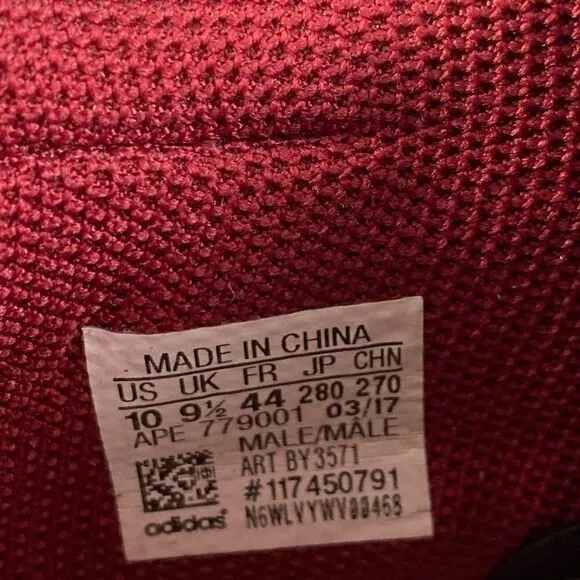 MADE IN CHINA
US UK FR JP CHN
10 9½ 44 280 270
APE 779001 03/17
MALE/MÂLE
ART BY3571
#117450791
adidas N6WLVYWV00468